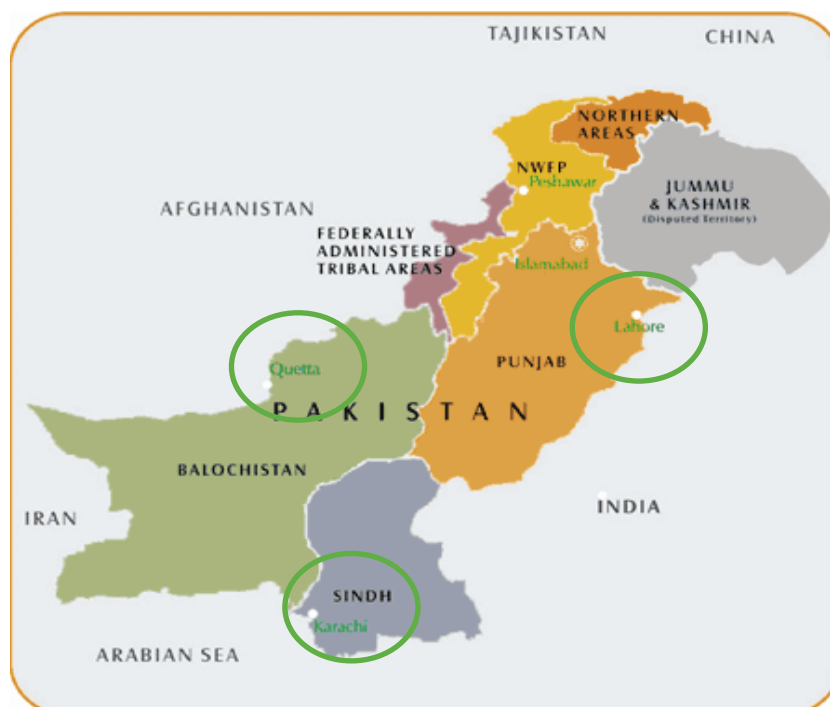 TAJIKISTAN
CHINA
NORTHERN
AREAS
NWFP
Peshawar
JUMMU
& KASHMIR
(Disputed Territory)
AFGHANISTAN
FEDERALLY
ADMINISTERED
TRIBAL AREAS
Islamabad
Lahore
Quetta
PUNJAB
PAKISTAN
BALOCHISTAN
IRAN
INDIA
SINDH
Karachi
ARABIAN SEA